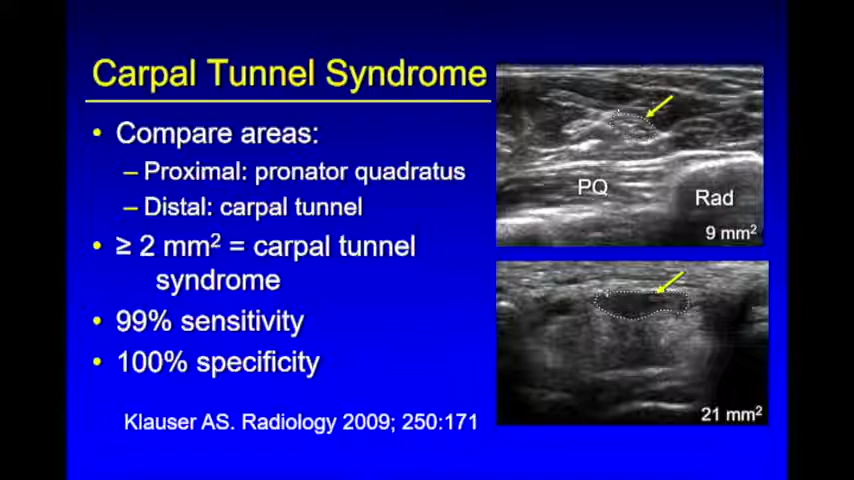 Carpal Tunnel Syndrome
• Compare areas:
– Proximal: pronator quadratus
– Distal: carpal tunnel
• ≥ 2 mm² = carpal tunnel
syndrome
• 99% sensitivity
• 100% specificity
Klauser AS. Radiology 2009; 250:171
PQ
Rad
9 mm²
21 mm²